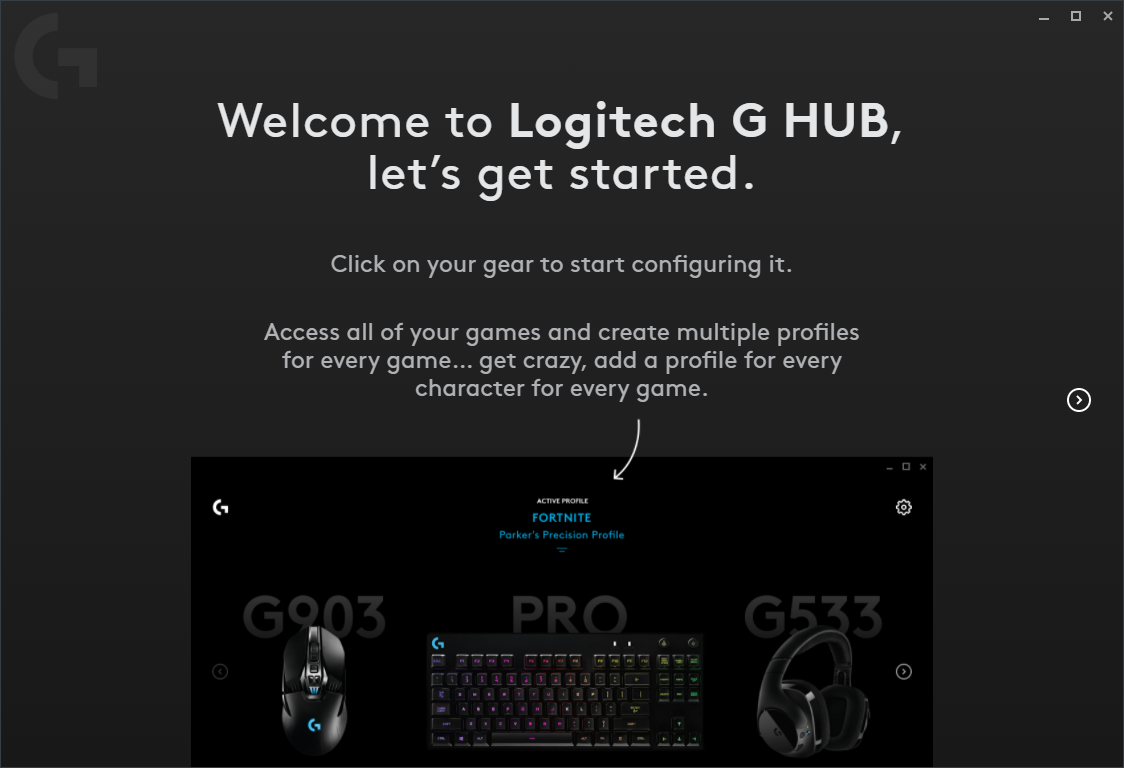 Welcome to Logitech G HUB,
let’s get started.
Click on your gear to start configuring it.
Access all of your games and create multiple profiles
for every game... get crazy, add a profile for every
character for every game.
ACTIVE PROFILE
FORTNITE
Parker’s Precision Profile
G903
PRO
G533